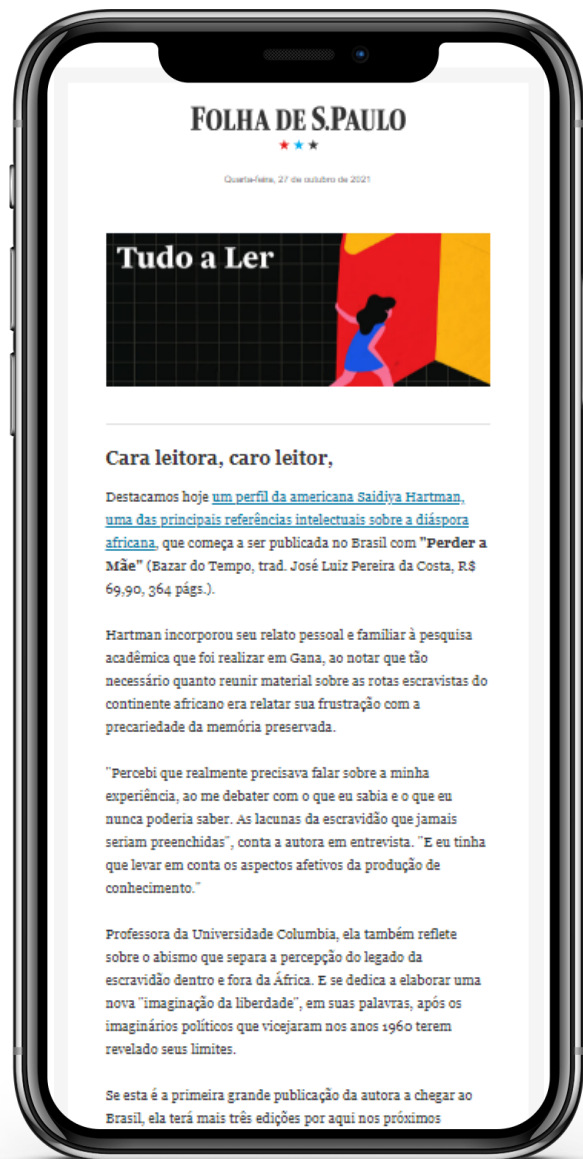 FOLHA DE S.PAULO
Quarta-feira, 27 de outubro de 2021
Tudo a Ler
Cara leitora, caro leitor,
Destacamos hoje um perfil da americana Saidiya Hartman,
uma das principais referências intelectuais sobre a diáspora
africana, que começa a ser publicada no Brasil com "Perder a
Mãe" (Bazar do Tempo, trad. José Luiz Pereira da Costa, R$
69,90, 364 págs.).
Hartman incorporou seu relato pessoal e familiar à pesquisa
acadêmica que foi realizar em Gana, ao notar que tão
necessário quanto reunir material sobre as rotas escravistas do
continente africano era relatar sua frustração com a
precariedade da memória preservada.
"Percebi que realmente precisava falar sobre a minha
experiência, ao me debater com o que eu sabia e o que eu
nunca poderia saber. As lacunas da escravidão que jamais
seriam preenchidas", conta a autora em entrevista. "E eu tinha
que levar em conta os aspectos afetivos da produção de
conhecimento."
Professora da Universidade Columbia, ela também reflete
sobre o abismo que separa a percepção do legado da
escravidão dentro e fora da África. E se dedica a elaborar uma
nova "imaginação da liberdade", em suas palavras, após os
imaginários políticos que vicejaram nos anos 1960 terem
revelado seus limites.
Se esta é a primeira grande publicação da autora a chegar ao
Brasil, ela terá mais três edições por aqui nos próximos